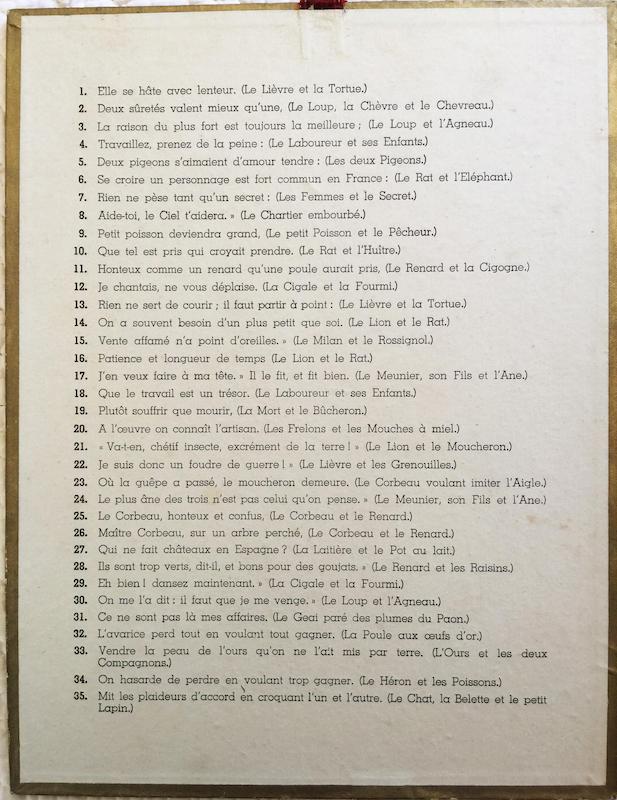 1. Elle se hâte avec lenteur. (Le Lièvre et la Tortue.)
2. Deux sûretés valent mieux qu'une, (Le Loup, la Chèvre et le Chevreau.)
3. La raison du plus fort est toujours la meilleure ; (Le Loup et l'Agneau.)
4. Travaillez, prenez de la peine : (Le Laboureur et ses Enfants.)
5. Deux pigeons s'aimaient d'amour tendre : (Les deux Pigeons.)
6. Se croire un personnage est fort commun en France : (Le Rat et l'Eléphant.)
7. Rien ne pèse tant qu'un secret : (Les Femmes et le Secret.)
8. Aide-toi, le Ciel t'aidera. » (Le Chartier embourbé.)
9. Petit poisson deviendra grand, (Le petit Poisson et le Pêcheur.)
10. Que tel est pris qui croyait prendre. (Le Rat et l'Huître.)
11. Honteux comme un renard qu'une poule aurait pris, (Le Renard et la Cigogne.)
12. Je chantais, ne vous déplaise. (La Cigale et la Fourmi.)
13. Rien ne sert de courir ; il faut partir à point : (Le Lièvre et la Tortue.)
14. On a souvent besoin d'un plus petit que soi. (Le Lion et le Rat.)
15. Vente affamé n'a point d'oreilles. » (Le Milan et le Rossignol.)
16. Patience et longueur de temps (Le Lion et le Rat.)
17. J'en veux faire à ma tête. » Il le fit, et fit bien. (Le Meunier, son Fils et l'Ane.)
18. Que le travail est un trésor. (Le Laboureur et ses Enfants.)
19. Plutôt souffrir que mourir, (La Mort et le Bûcheron.)
20. A l'œuvre on connaît l'artisan. (Les Frelons et les Mouches à miel.)
21. « Va-t-en, chétif insecte, excrément de la terre ! » (Le Lion et le Moucheron.)
22. Je suis donc un foudre de guerre ! » (Le Lièvre et les Grenouilles.)
23. Où la guêpe a passé, le moucheron demeure. (Le Corbeau voulant imiter l'Aigle.)
24. Le plus âne des trois n'est pas celui qu'on pense. » (Le Meunier, son Fils et l'Ane.)
25. Le Corbeau, honteux et confus, (Le Corbeau et le Renard.)
26. Maître Corbeau, sur un arbre perché, (Le Corbeau et le Renard.)
27. Qui ne fait châteaux en Espagne ? (La Laitière et le Pot au lait.)
28. Ils sont trop verts, dit-il, et bons pour des goujats. » (Le Renard et les Raisins.)
29. Eh bien ! dansez maintenant. » (La Cigale et la Fourmi.)
30. On me l'a dit : il faut que je me venge. » (Le Loup et l'Agneau.)
31. Ce ne sont pas là mes affaires. (Le Geai paré des plumes du Paon.)
32. L'avarice perd tout en voulant tout gagner. (La Poule aux œufs d'or.)
33. Vendre la peau de l'ours qu'on ne l'ait mis par terre. (L'Ours et les deux
Compagnons.)
34. On hasarde de perdre en voulant trop gagner. (Le Héron et les Poissons.)
35. Mit les plaideurs d'accord en croquant l'un et l'autre. (Le Chat, la Belette et le petit
Lapin.)